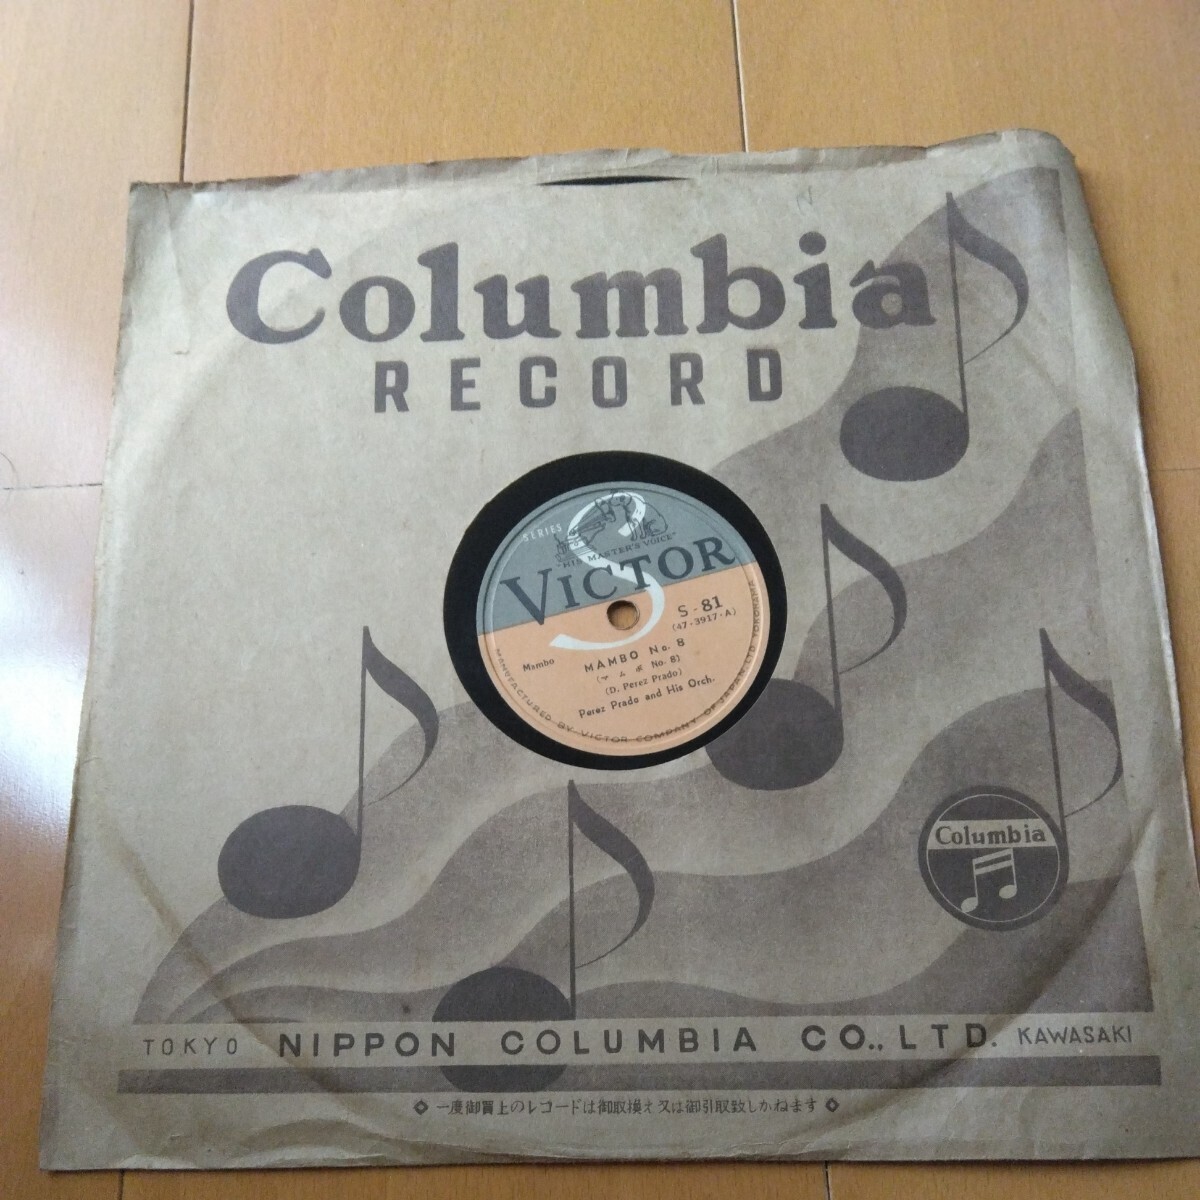 Columbia
RECORD
SERIES
S
"HIS MASTER'S VOICE"
VICTOR
S-81
(47-3917-A)
Mambo
MAMBO No. 8
(マムボ No. 8)
(D. Perez Prado)
Perez Prado and His Orch.
MANUFACTURED BY VICTOR COMPANY OF JAPAN, LTD. YOKOHAMA
Columbia
TOKYO NIPPON COLUMBIA CO., LTD. KAWASAKI
◇ 一度御買上のレコードは御取換え又は御引取致しかねます ◇